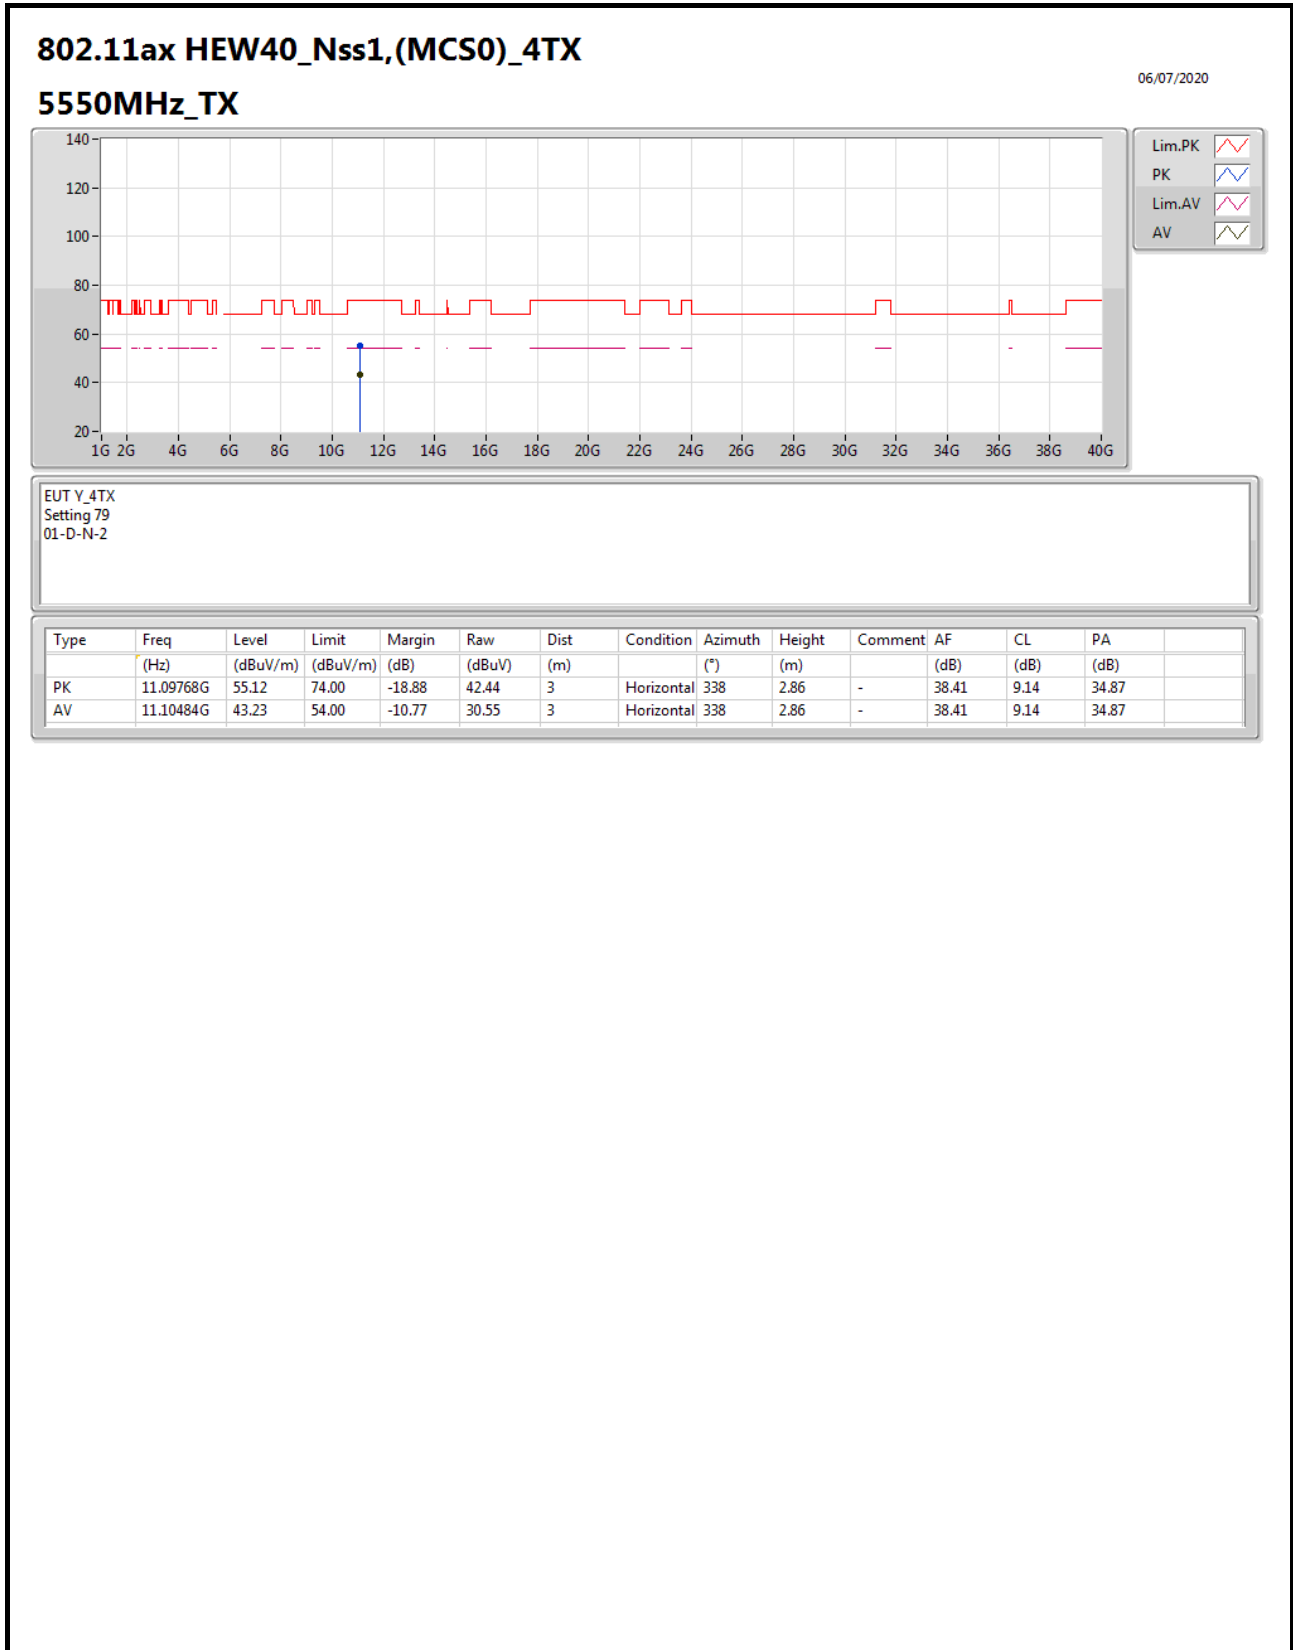 802.11ax HEW40_Nss1,(MCS0)_4TX
06/07/2020
5550MHz_TX
140
120
100
80
60
40
20
1G 2G 4G 6G 8G 10G 12G 14G 16G 18G 20G 22G 24G 26G 28G 30G 32G 34G 36G 38G 40G
Lim.PK
PK
Lim.AV
AV
EUT Y_4TX
Setting 79
01-D-N-2
Type Freq Level Limit Margin Raw Dist Condition Azimuth Height Comment AF CL PA
(Hz) (dBuV/m) (dBuV/m) (dB) (dBuV) (m) (°) (m) (dB) (dB) (dB)
PK 11.09768G 55.12 74.00 -18.88 42.44 3 Horizontal 338 2.86 - 38.41 9.14 34.87
AV 11.10484G 43.23 54.00 -10.77 30.55 3 Horizontal 338 2.86 - 38.41 9.14 34.87